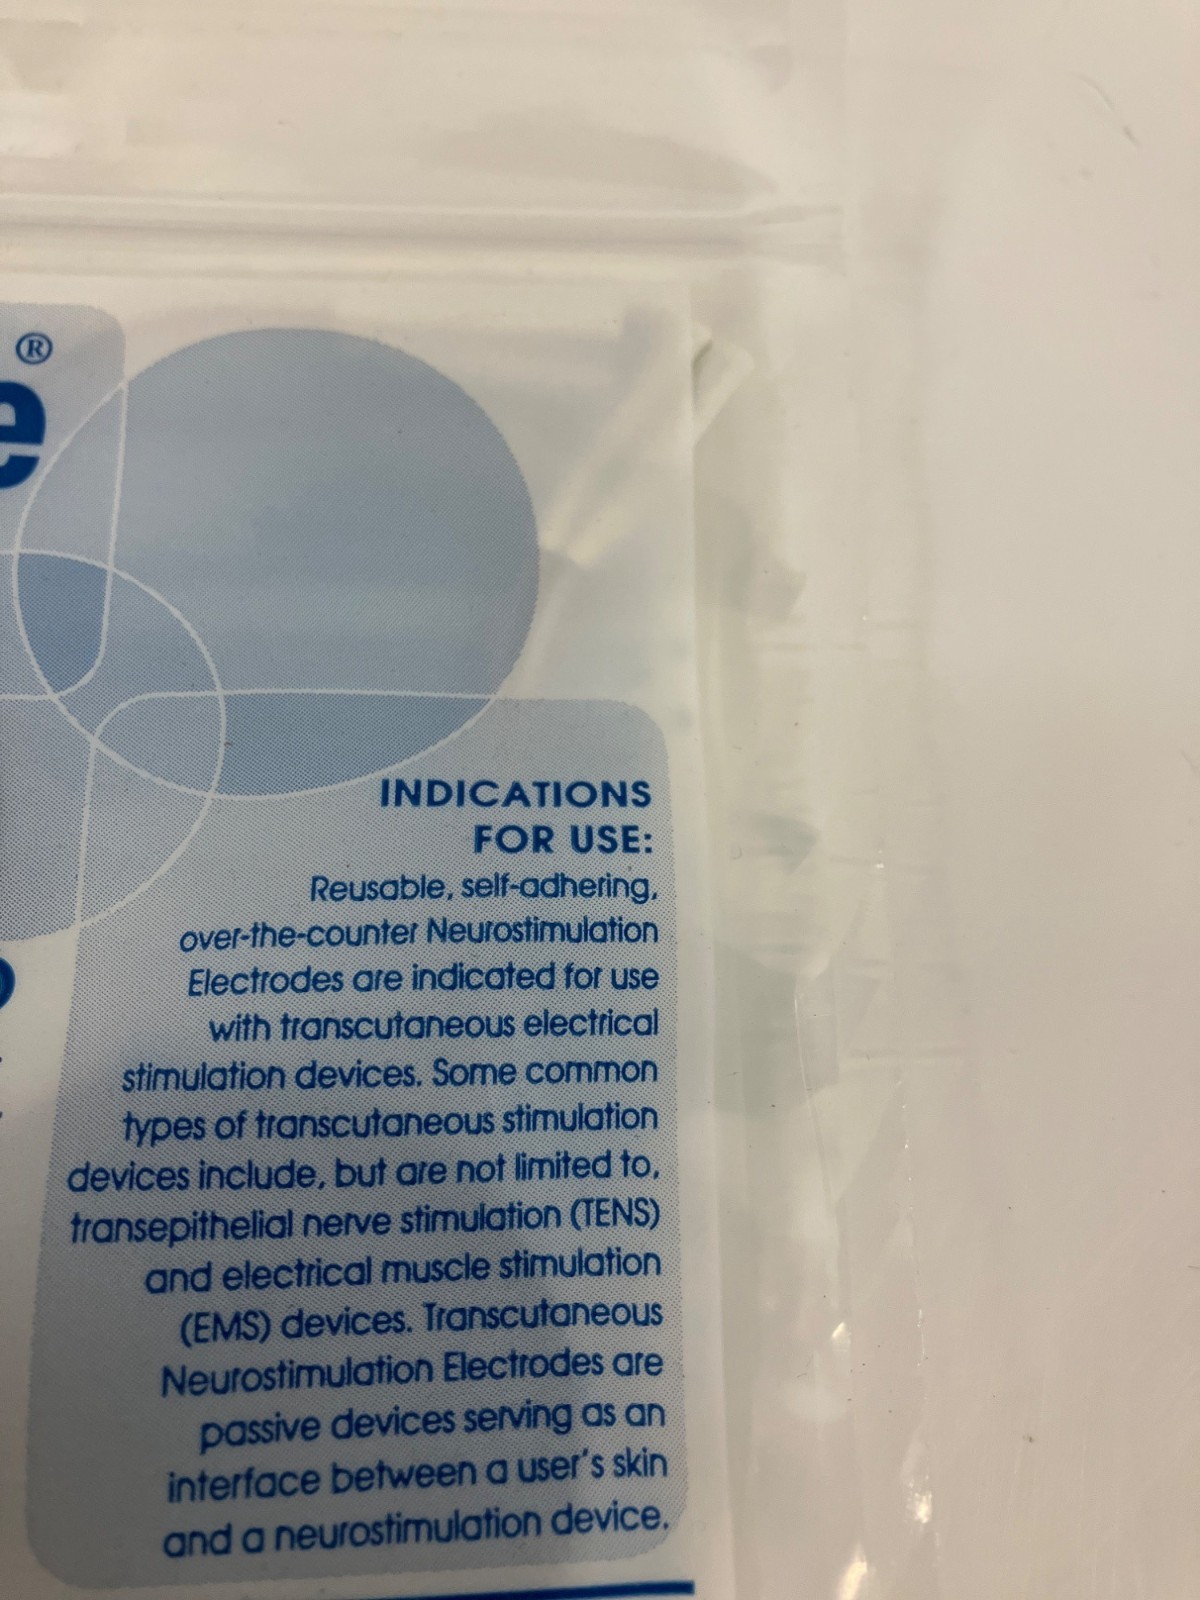 ®
e
INDICATIONS
FOR USE:
Reusable, self-adhering,
over-the-counter Neurostimulation
Electrodes are indicated for use
with transcutaneous electrical
stimulation devices. Some common
types of transcutaneous stimulation
devices include, but are not limited to,
transepithelial nerve stimulation (TENS)
and electrical muscle stimulation
(EMS) devices. Transcutaneous
Neurostimulation Electrodes are
passive devices serving as an
interface between a user's skin
and a neurostimulation device.